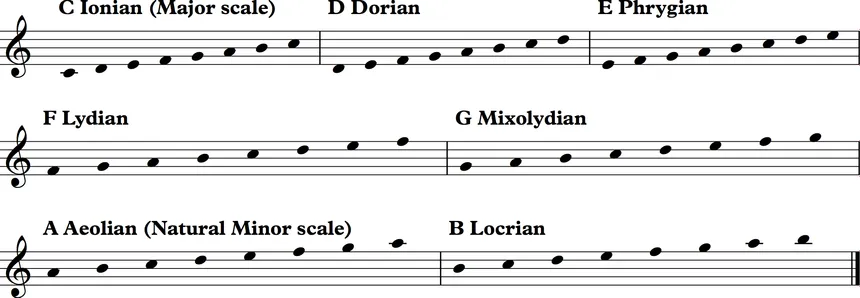 C Ionian (Major scale) D Dorian E Phrygian
F Lydian G Mixolydian
A Aeolian (Natural Minor scale) B Locrian